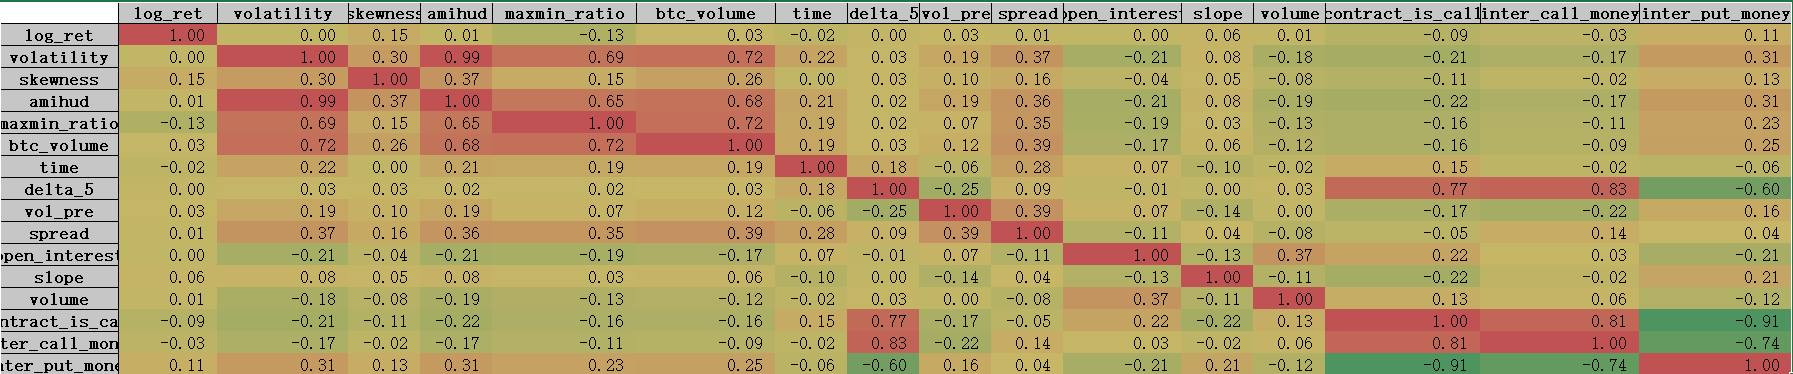 log_ret volatility skewness amihud maxmin_ratio btc_volume time delta_5 vol_pre spread pen_interes slope volume contract_is_call inter_call_money inter_put_money
log_ret 1.00 0.00 0.15 0.01 -0.13 0.03 -0.02 0.00 0.03 0.01 0.00 0.06 0.01 -0.09 -0.03 0.11
volatility 0.00 1.00 0.30 0.99 0.69 0.72 0.22 0.03 0.19 0.37 -0.21 0.08 -0.18 -0.21 -0.17 0.31
skewness 0.15 0.30 1.00 0.37 0.15 0.26 0.00 0.03 0.10 0.16 -0.04 0.05 -0.08 -0.11 -0.02 0.13
amihud 0.01 0.99 0.37 1.00 0.65 0.68 0.21 0.02 0.19 0.36 -0.21 0.08 -0.19 -0.22 -0.17 0.31
maxmin_ratio -0.13 0.69 0.15 0.65 1.00 0.72 0.19 0.02 0.07 0.35 -0.19 0.03 -0.13 -0.16 -0.11 0.23
btc_volume 0.03 0.72 0.26 0.68 0.72 1.00 0.19 0.03 0.12 0.39 -0.17 0.06 -0.12 -0.16 -0.09 0.25
time -0.02 0.22 0.00 0.21 0.19 0.19 1.00 0.18 -0.06 0.28 0.07 -0.10 -0.02 0.15 -0.02 -0.06
delta_5 0.00 0.03 0.03 0.02 0.02 0.03 0.18 1.00 -0.25 0.09 -0.01 0.00 0.03 0.77 0.83 -0.60
vol_pre 0.03 0.19 0.10 0.19 0.07 0.12 -0.06 -0.25 1.00 0.39 0.07 -0.14 0.00 -0.17 -0.22 0.16
spread 0.01 0.37 0.16 0.36 0.35 0.39 0.28 0.09 0.39 1.00 -0.11 0.04 -0.08 -0.05 0.14 0.04
open_interest 0.00 -0.21 -0.04 -0.21 -0.19 -0.17 0.07 -0.01 0.07 -0.11 1.00 -0.13 0.37 0.22 0.03 -0.21
slope 0.06 0.08 0.05 0.08 0.03 0.06 -0.10 0.00 -0.14 0.04 -0.13 1.00 -0.11 -0.22 -0.02 0.21
volume 0.01 -0.18 -0.08 -0.19 -0.13 -0.12 -0.02 0.03 0.00 -0.08 0.37 -0.11 1.00 0.13 0.06 -0.12
ntract_is_ca -0.09 -0.21 -0.11 -0.22 -0.16 -0.16 0.15 0.77 -0.17 -0.05 0.22 -0.22 0.13 1.00 0.81 -0.91
ter_call_mon -0.03 -0.17 -0.02 -0.17 -0.11 -0.09 -0.02 0.83 -0.22 0.14 0.03 -0.02 0.06 0.81 1.00 -0.74
nter_put_mone 0.11 0.31 0.13 0.31 0.23 0.25 -0.06 -0.60 0.16 0.04 -0.21 0.21 -0.12 -0.91 -0.74 1.00